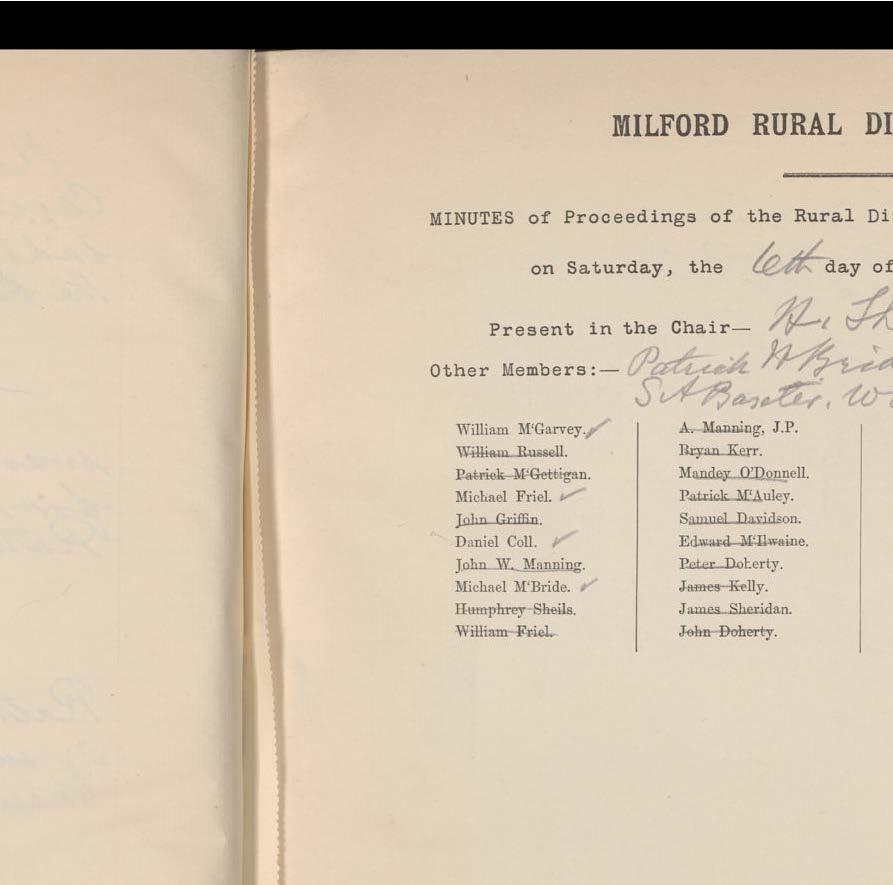 MILFORD RURAL DI
MINUTES of Proceedings of the Rural Di
on Saturday, the 6th day of
Present in the Chair— H. Sh
Other Members:— Patrick McBrid
S A Baxter. W.
William M‘Garvey. ✓
William Russell.
Patrick M‘Gettigan.
Michael Friel. ✓
John Griffin.
Daniel Coll. ✓
John W. Manning.
Michael M‘Bride. ✓
Humphrey Sheils.
William Friel.
A. Manning, J.P.
Bryan Kerr.
Mandey O’Donnell.
Patrick M‘Auley.
Samuel Davidson.
Edward M‘Ilwaine.
Peter Doherty.
James Kelly.
James Sheridan.
John Doherty.